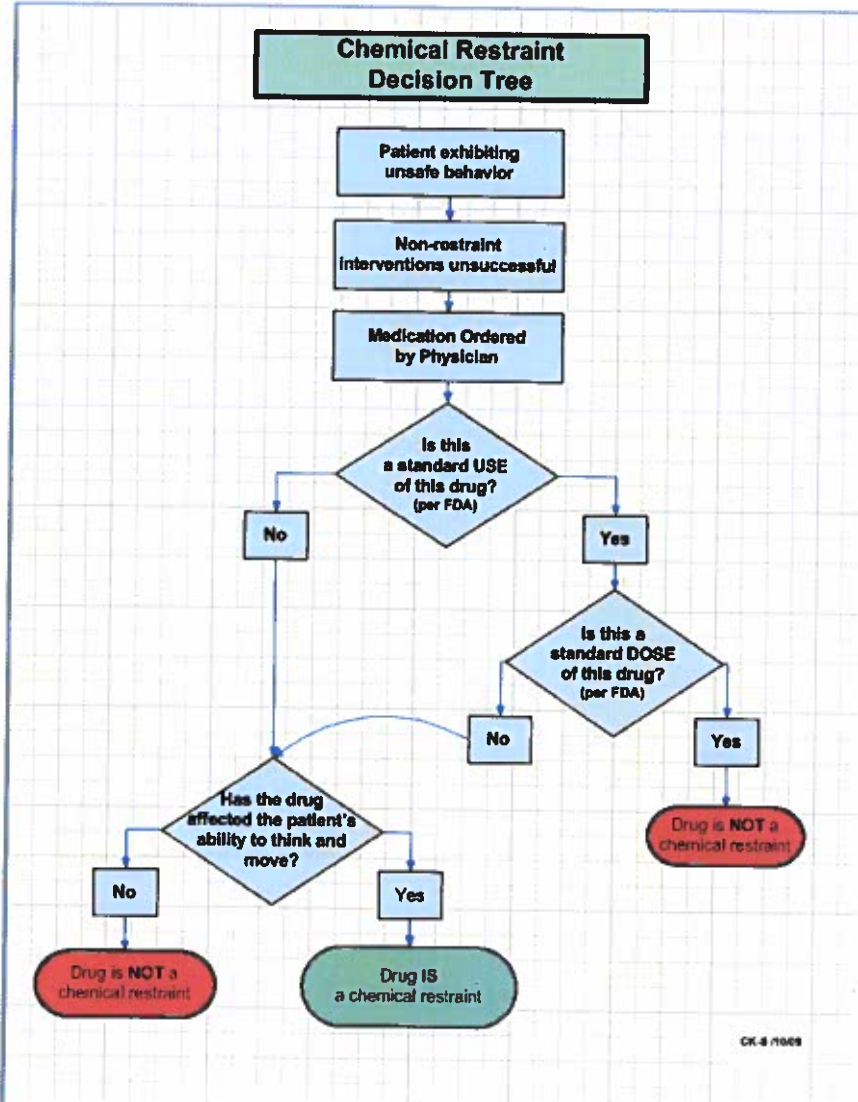 Chemical Restraint
Decision Tree
Patient exhibiting
unsafe behavior
Non-restraint
interventions unsuccessful
Medication Ordered
by Physician
Is this
a standard USE
of this drug?
(per FDA)
No
Yes
Is this a
standard DOSE
of this drug?
(per FDA)
No
Yes
Drug is NOT a
chemical restraint
Has the drug
affected the patient's
ability to think and
move?
No
Yes
Drug is NOT a
chemical restraint
Drug IS
a chemical restraint